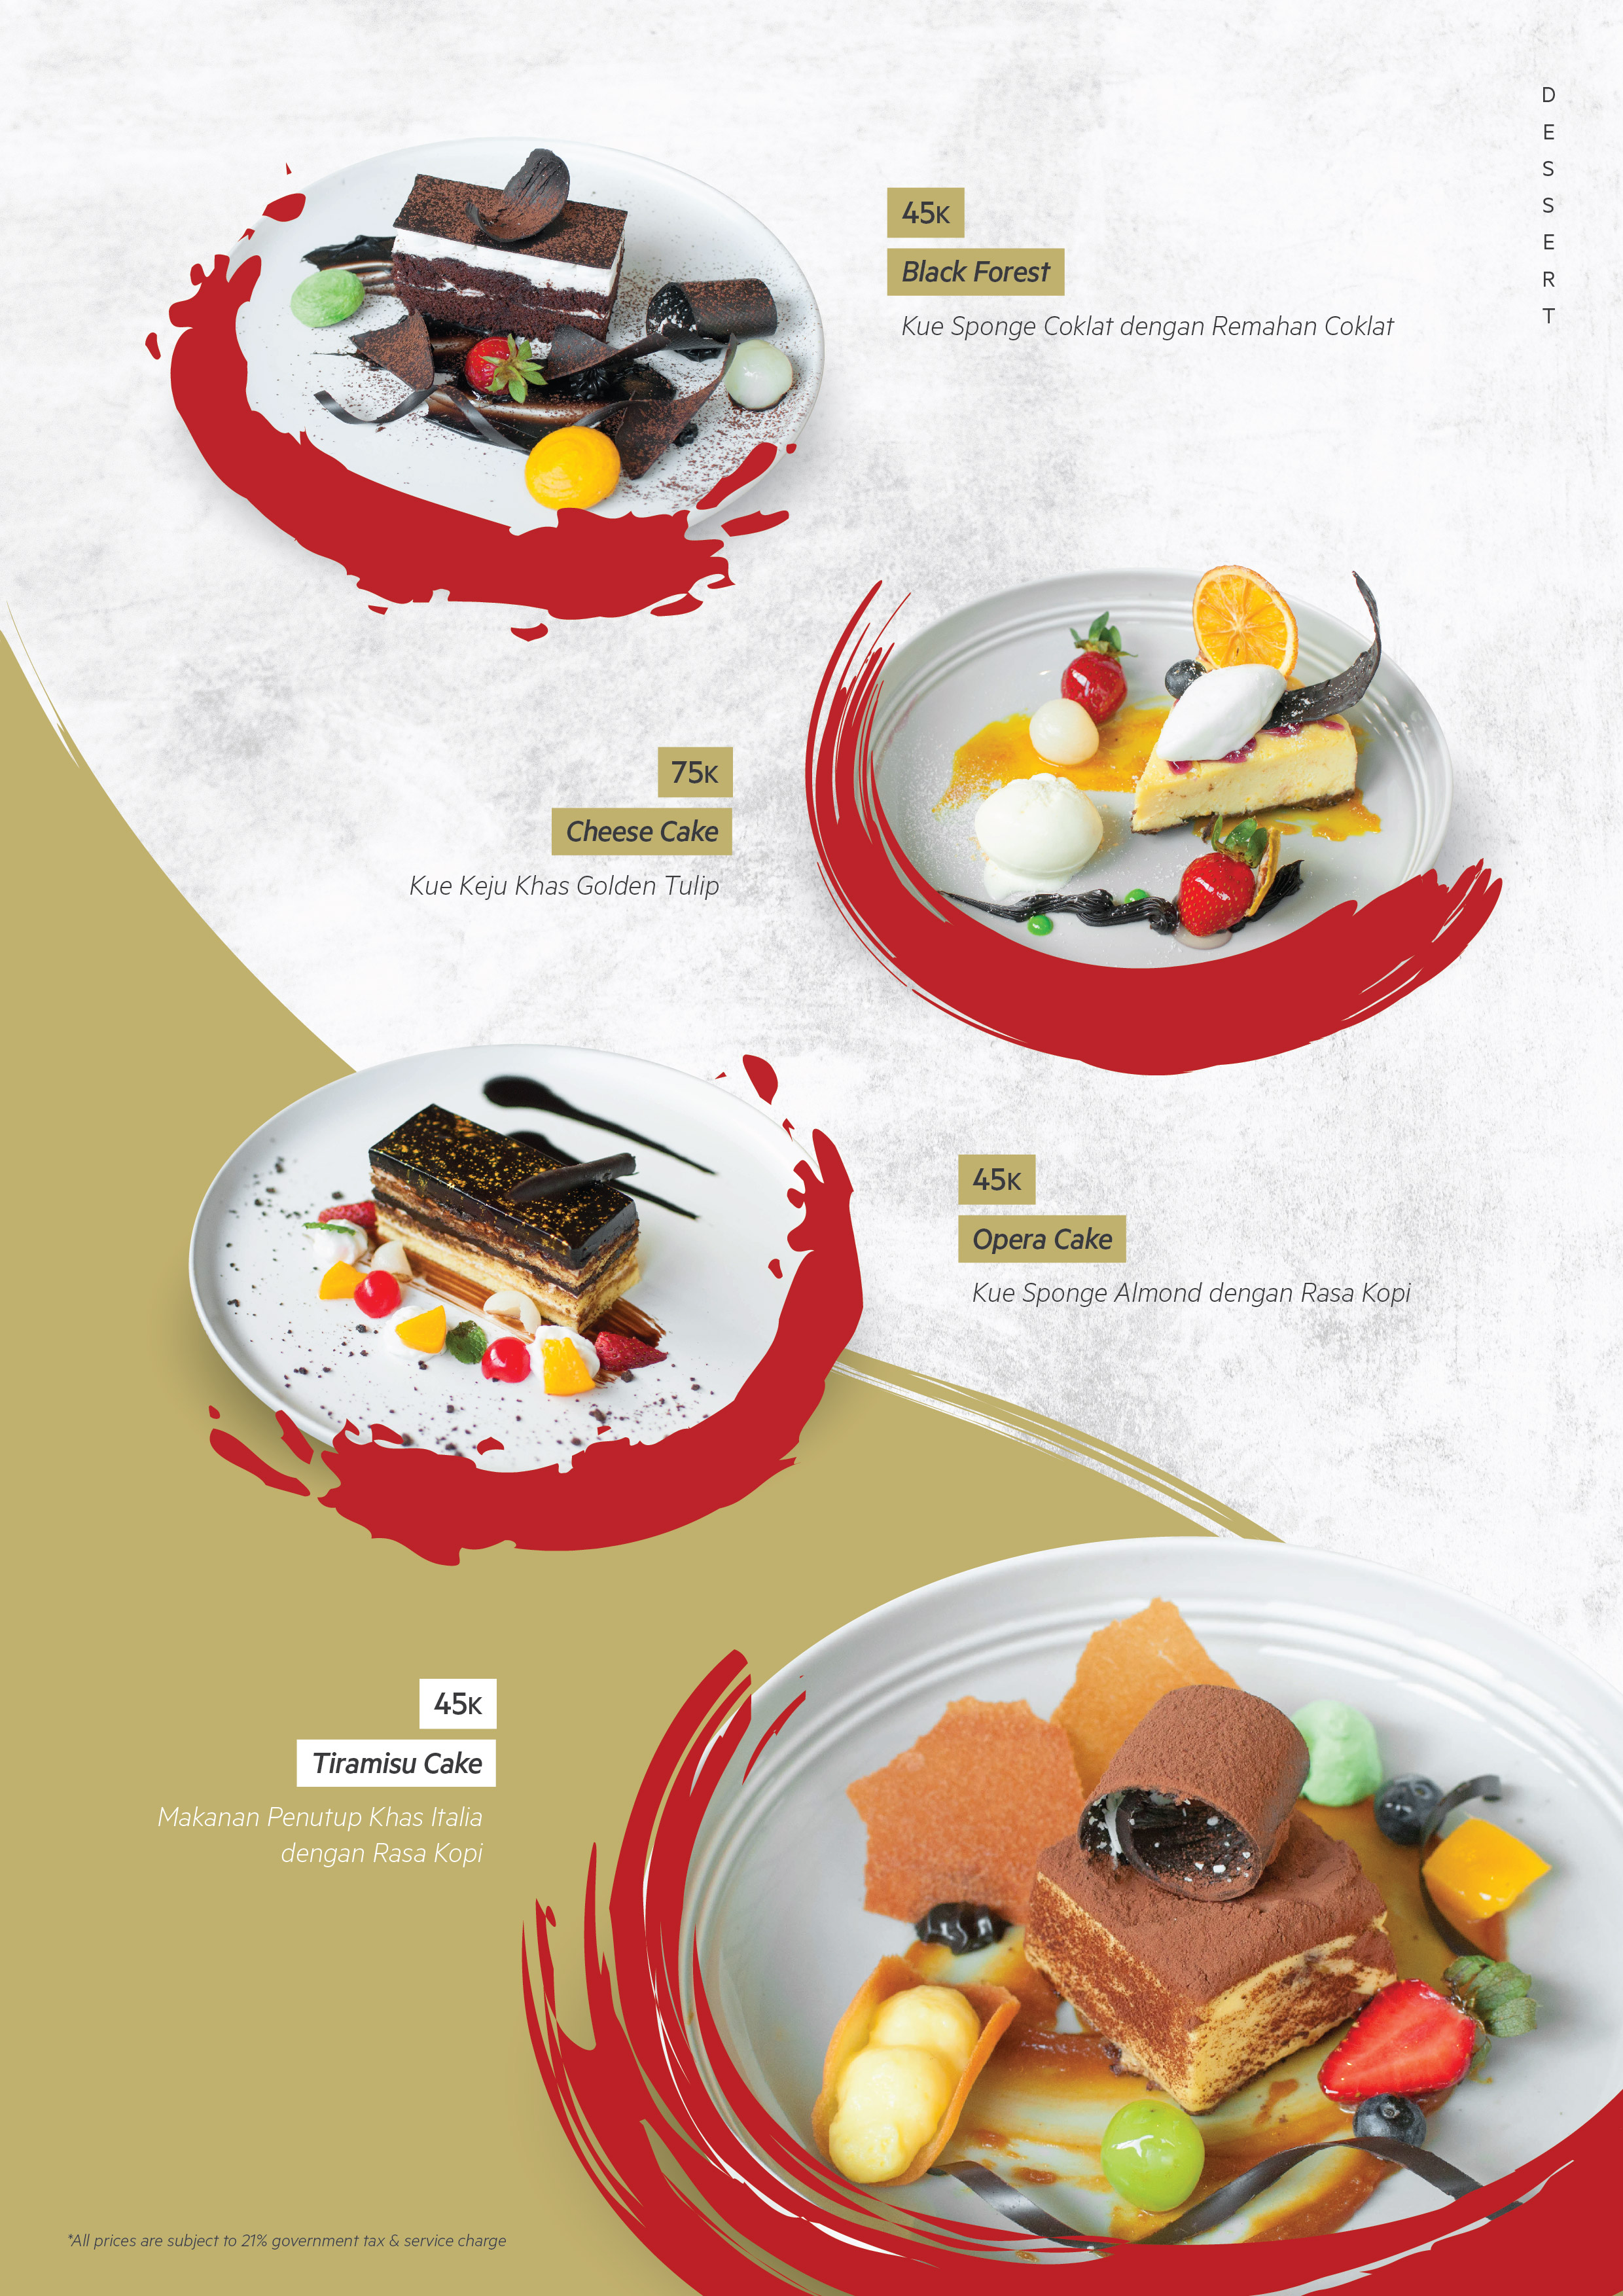 DESSERT
45K
Black Forest
Kue Sponge Coklat dengan Remahan Coklat
75K
Cheese Cake
Kue Keju Khas Golden Tulip
45K
Opera Cake
Kue Sponge Almond dengan Rasa Kopi
45K
Tiramisu Cake
Makanan Penutup Khas Italia
dengan Rasa Kopi
*All prices are subject to 21% government tax & service charge